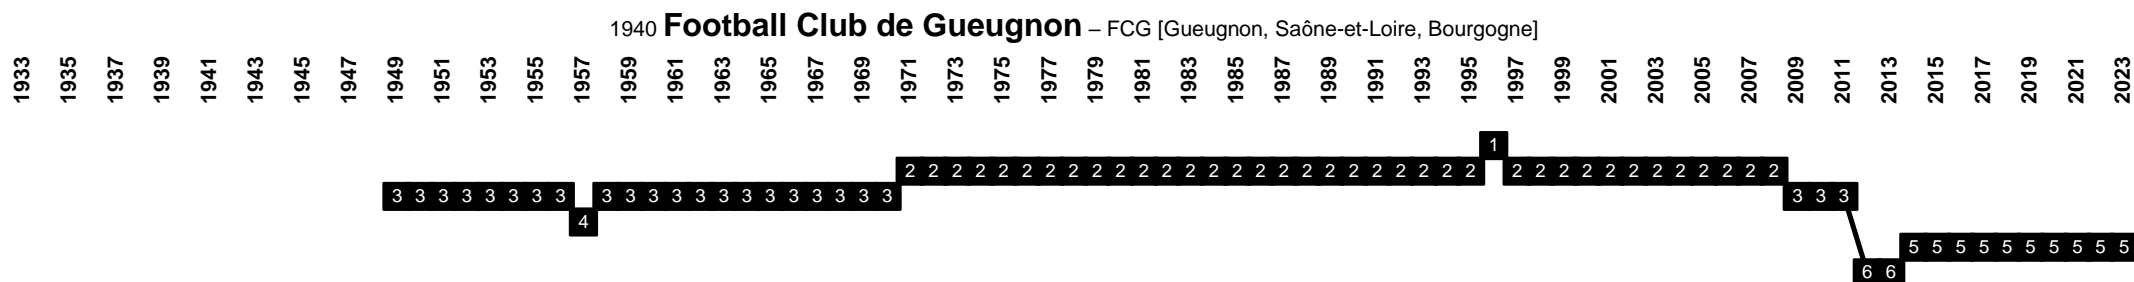 1940 Football Club de Gueugnon – FCG [Gueugnon, Saône-et-Loire, Bourgogne]
1933 1935 1937 1939 1941 1943 1945 1947 1949 1951 1953 1955 1957 1959 1961 1963 1965 1967 1969 1971 1973 1975 1977 1979 1981 1983 1985 1987 1989 1991 1993 1995 1997 1999 2001 2003 2005 2007 2009 2011 2013 2015 2017 2019 2021 2023
1
2 2 2 2 2 2 2 2 2 2 2 2 2 2 2 2 2 2 2 2 2 2 2 2 2 2 2 2 2 2 2 2 2 2 2 2 2
3 3 3 3 3 3 3 3 3 3 3 3 3 3 3 3 3 3 3 3 3 3 3 3
4
5 5 5 5 5 5 5 5 5 5
6 6